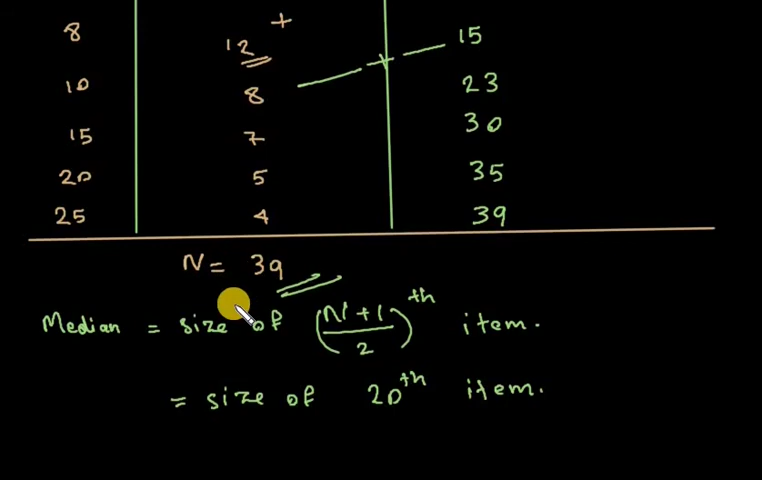 8 12 + 15
10 8 23
15 7 30
20 5 35
25 4 39
N = 39
Median = size of (N+1/2)th item.
= size of 20th item.